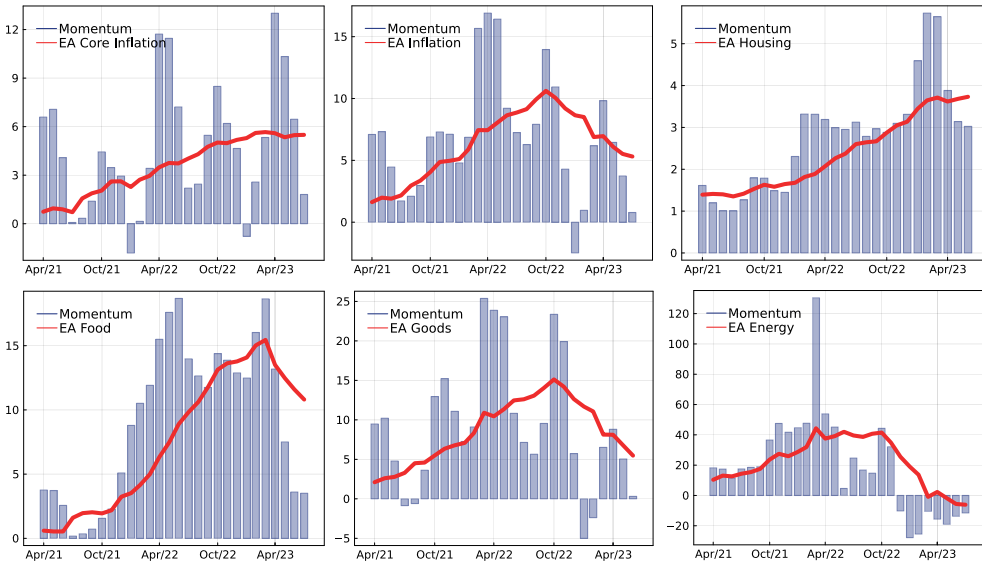 Momentum
EA Core Inflation
12
9
6
3
0
Apr/21 Oct/21 Apr/22 Oct/22 Apr/23
Momentum
EA Inflation
15
10
5
0
Apr/21 Oct/21 Apr/22 Oct/22 Apr/23
Momentum
EA Housing
5
4
3
2
1
0
Apr/21 Oct/21 Apr/22 Oct/22 Apr/23
Momentum
EA Food
15
10
5
0
Apr/21 Oct/21 Apr/22 Oct/22 Apr/23
Momentum
EA Goods
25
20
15
10
5
0
−5
Apr/21 Oct/21 Apr/22 Oct/22 Apr/23
Momentum
EA Energy
120
100
80
60
40
20
0
−20
Apr/21 Oct/21 Apr/22 Oct/22 Apr/23